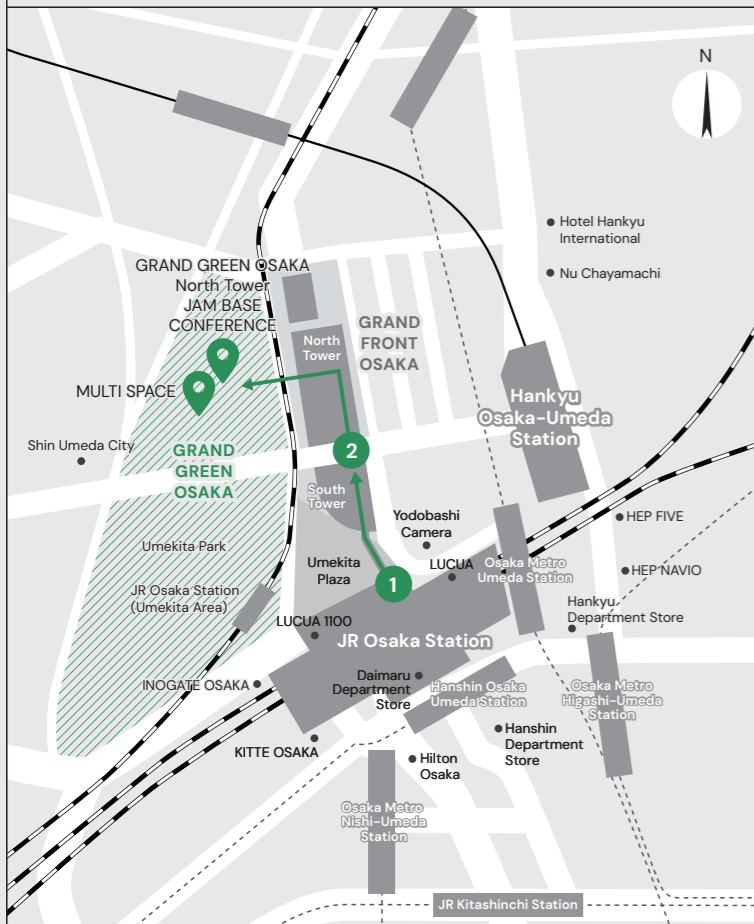 N
Hotel Hankyu
International
Nu Chayamachi
GRAND GREEN OSAKA
North Tower
JAM BASE
CONFERENCE
MULTI SPACE
North
Tower
GRAND
FRONT
OSAKA
Hankyu
Osaka-Umeda
Station
Shin Umeda City
GRAND
GREEN
OSAKA
2
South
Tower
Yodobashi
Camera
HEP FIVE
Umekita Park
Umekita
Plaza
1
LUCUA
Osaka Metro
Umeda Station
HEP NAVIO
JR Osaka Station
(Umekita Area)
LUCUA 1100
JR Osaka Station
Hankyu
Department Store
INOGATE OSAKA
Daimaru
Department
Store
Hanshin Osaka
Umeda Station
Osaka Metro
Higashi-Umeda
Station
KITTE OSAKA
Hilton
Osaka
Hanshin
Department
Store
Osaka Metro
Nishi-Umeda
Station
JR Kitashinchi Station